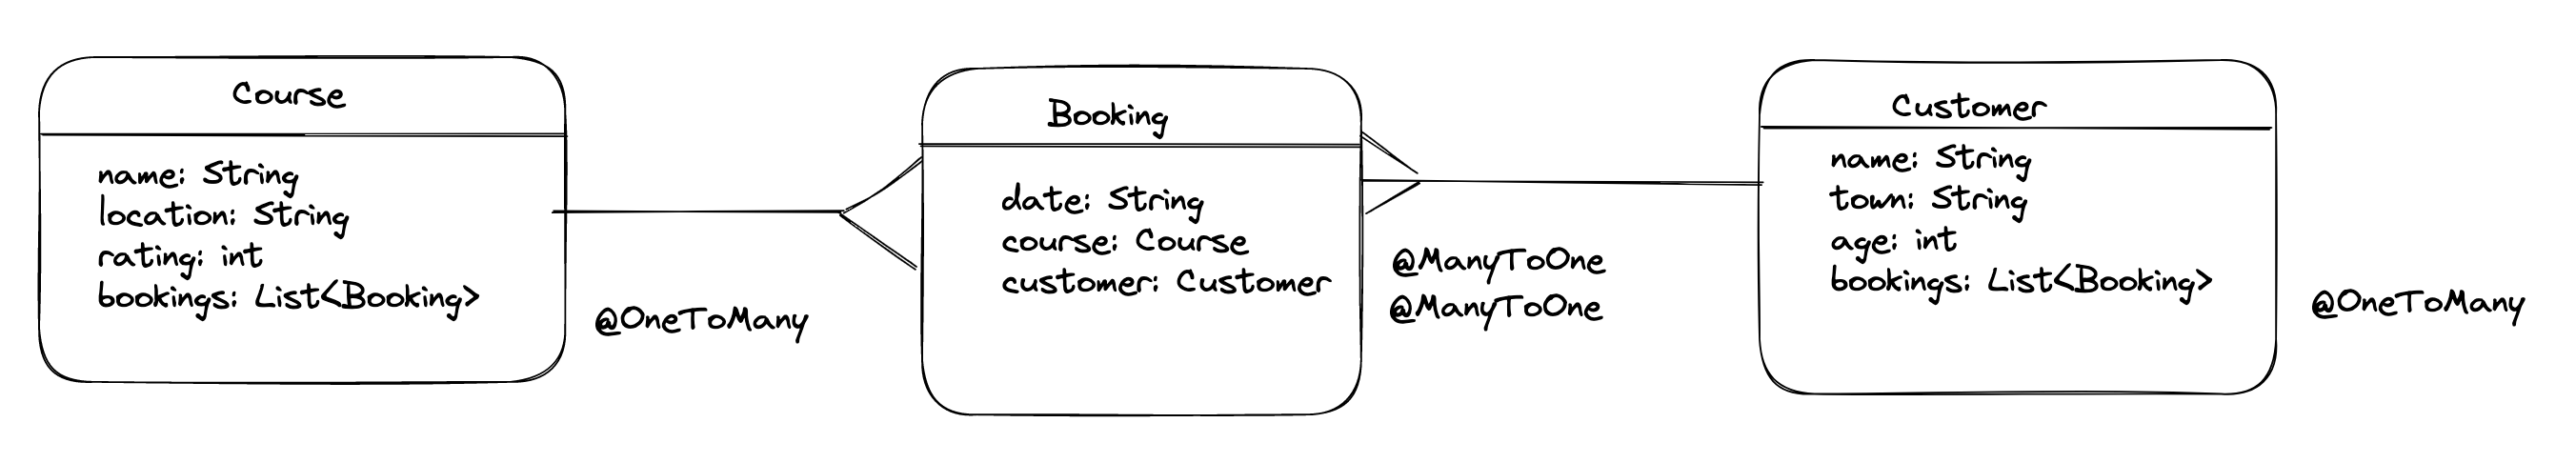 Course
name: String
location: String
rating: int
bookings: List<Booking>
@OneToMany
Booking
date: String
course: Course
customer: Customer
@ManyToOne
@ManyToOne
Customer
name: String
town: String
age: int
bookings: List<Booking>
@OneToMany